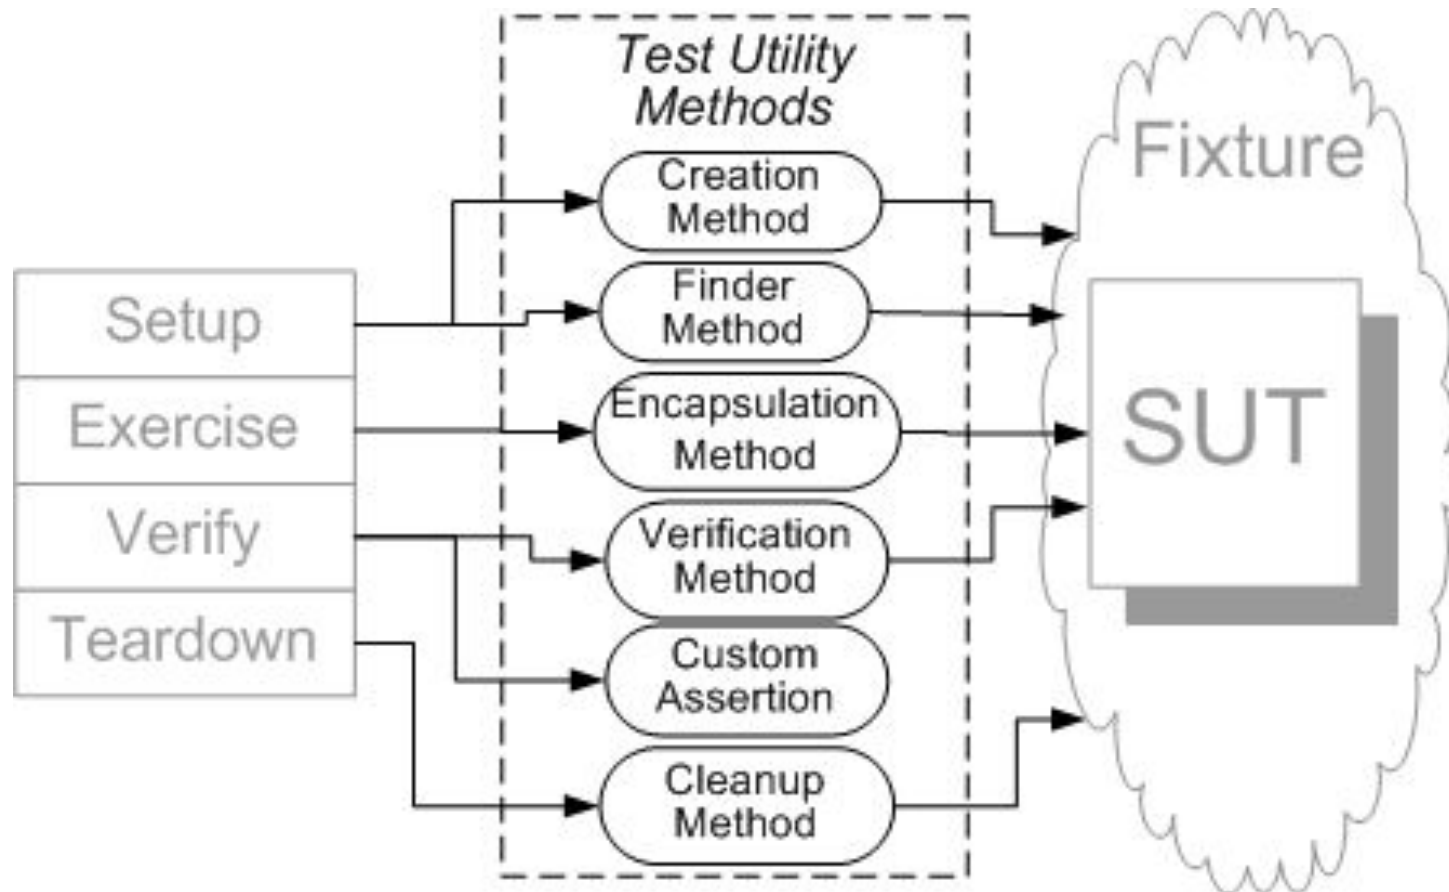 Test Utility
Methods
Creation
Method
Finder
Method
Encapsulation
Method
Verification
Method
Custom
Assertion
Cleanup
Method
Setup
Exercise
Verify
Teardown
Fixture
SUT